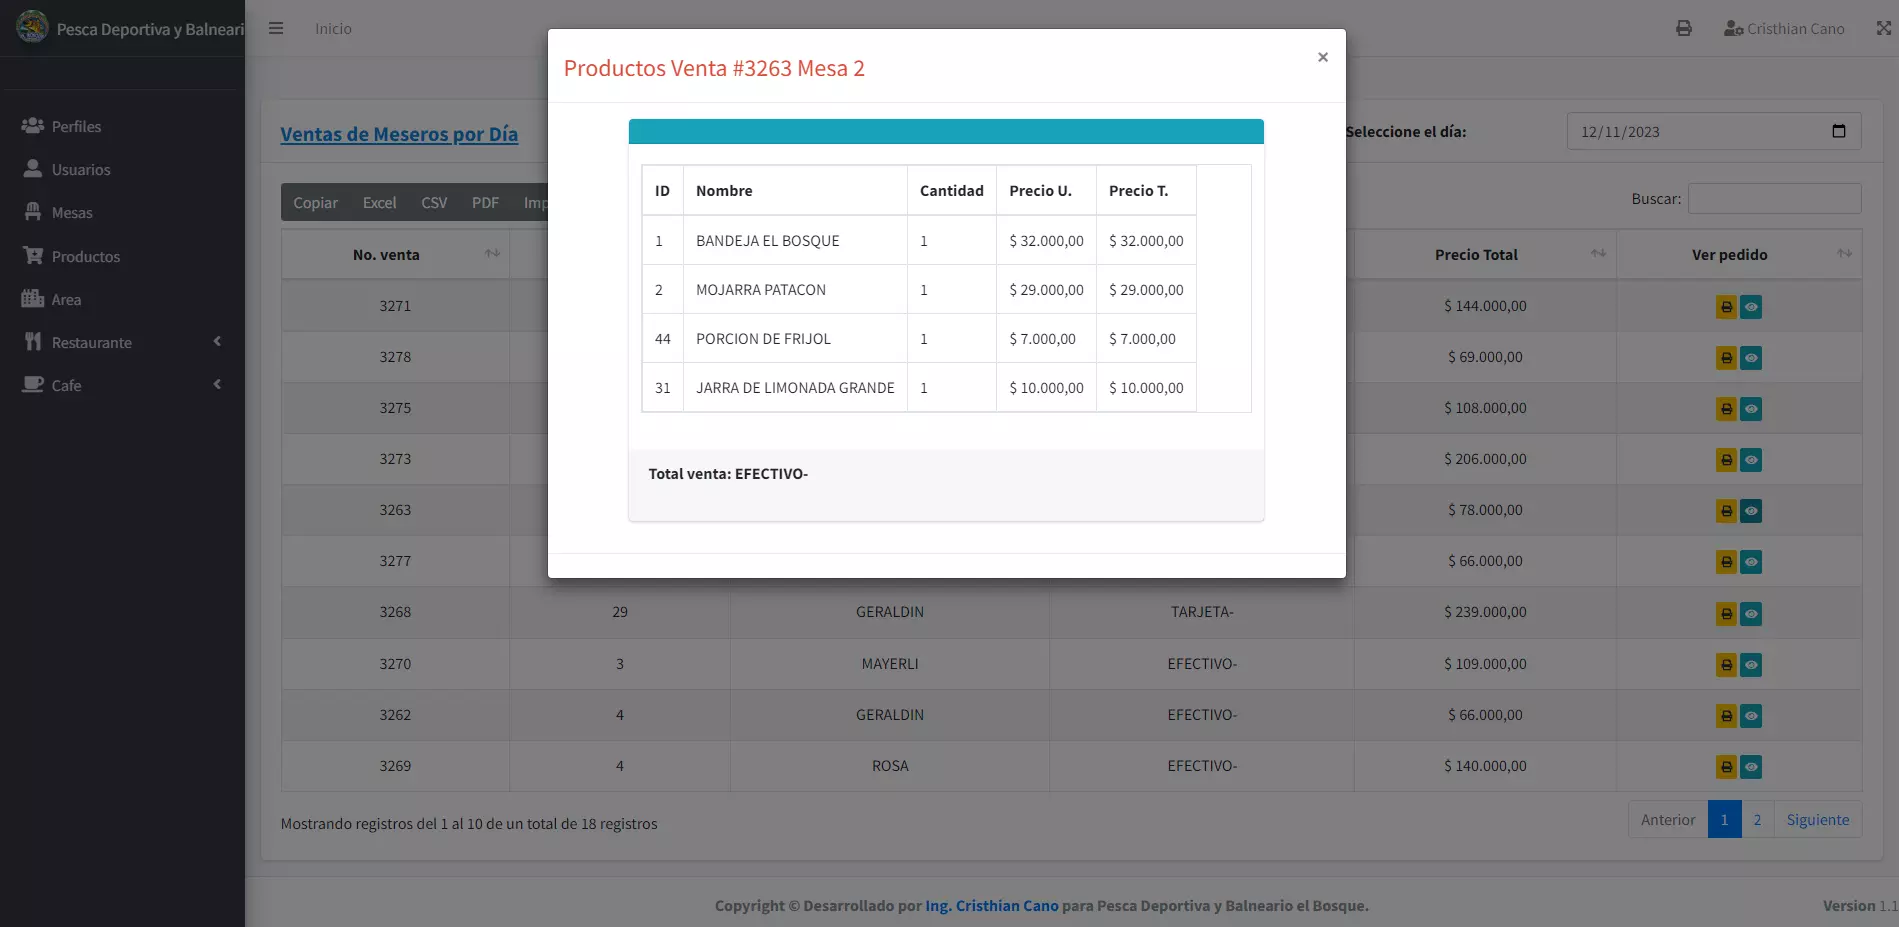 Pesca Deportiva y Balneari
Inicio
Cristhian Cano
Perfiles
Usuarios
Mesas
Productos
Area
Restaurante
Cafe
Productos Venta #3263 Mesa 2
×
ID Nombre Cantidad Precio U. Precio T.
1 BANDEJA EL BOSQUE 1 $ 32.000,00 $ 32.000,00
2 MOJARRA PATACON 1 $ 29.000,00 $ 29.000,00
44 PORCION DE FRIJOL 1 $ 7.000,00 $ 7.000,00
31 JARRA DE LIMONADA GRANDE 1 $ 10.000,00 $ 10.000,00
Total venta: EFECTIVO-
Ventas de Meseros por Día
Seleccione el día: 12/11/2023
Copiar Excel CSV PDF Imp
Buscar:
No. venta Precio Total Ver pedido
3271 $ 144.000,00
3278 $ 69.000,00
3275 $ 108.000,00
3273 $ 206.000,00
3263 $ 78.000,00
3277 $ 66.000,00
3268 29 GERALDIN TARJETA- $ 239.000,00
3270 3 MAYERLI EFECTIVO- $ 109.000,00
3262 4 GERALDIN EFECTIVO- $ 66.000,00
3269 4 ROSA EFECTIVO- $ 140.000,00
Mostrando registros del 1 al 10 de un total de 18 registros
Anterior 1 2 Siguiente
Copyright © Desarrollado por Ing. Cristhian Cano para Pesca Deportiva y Balneario el Bosque.
Version 1.1